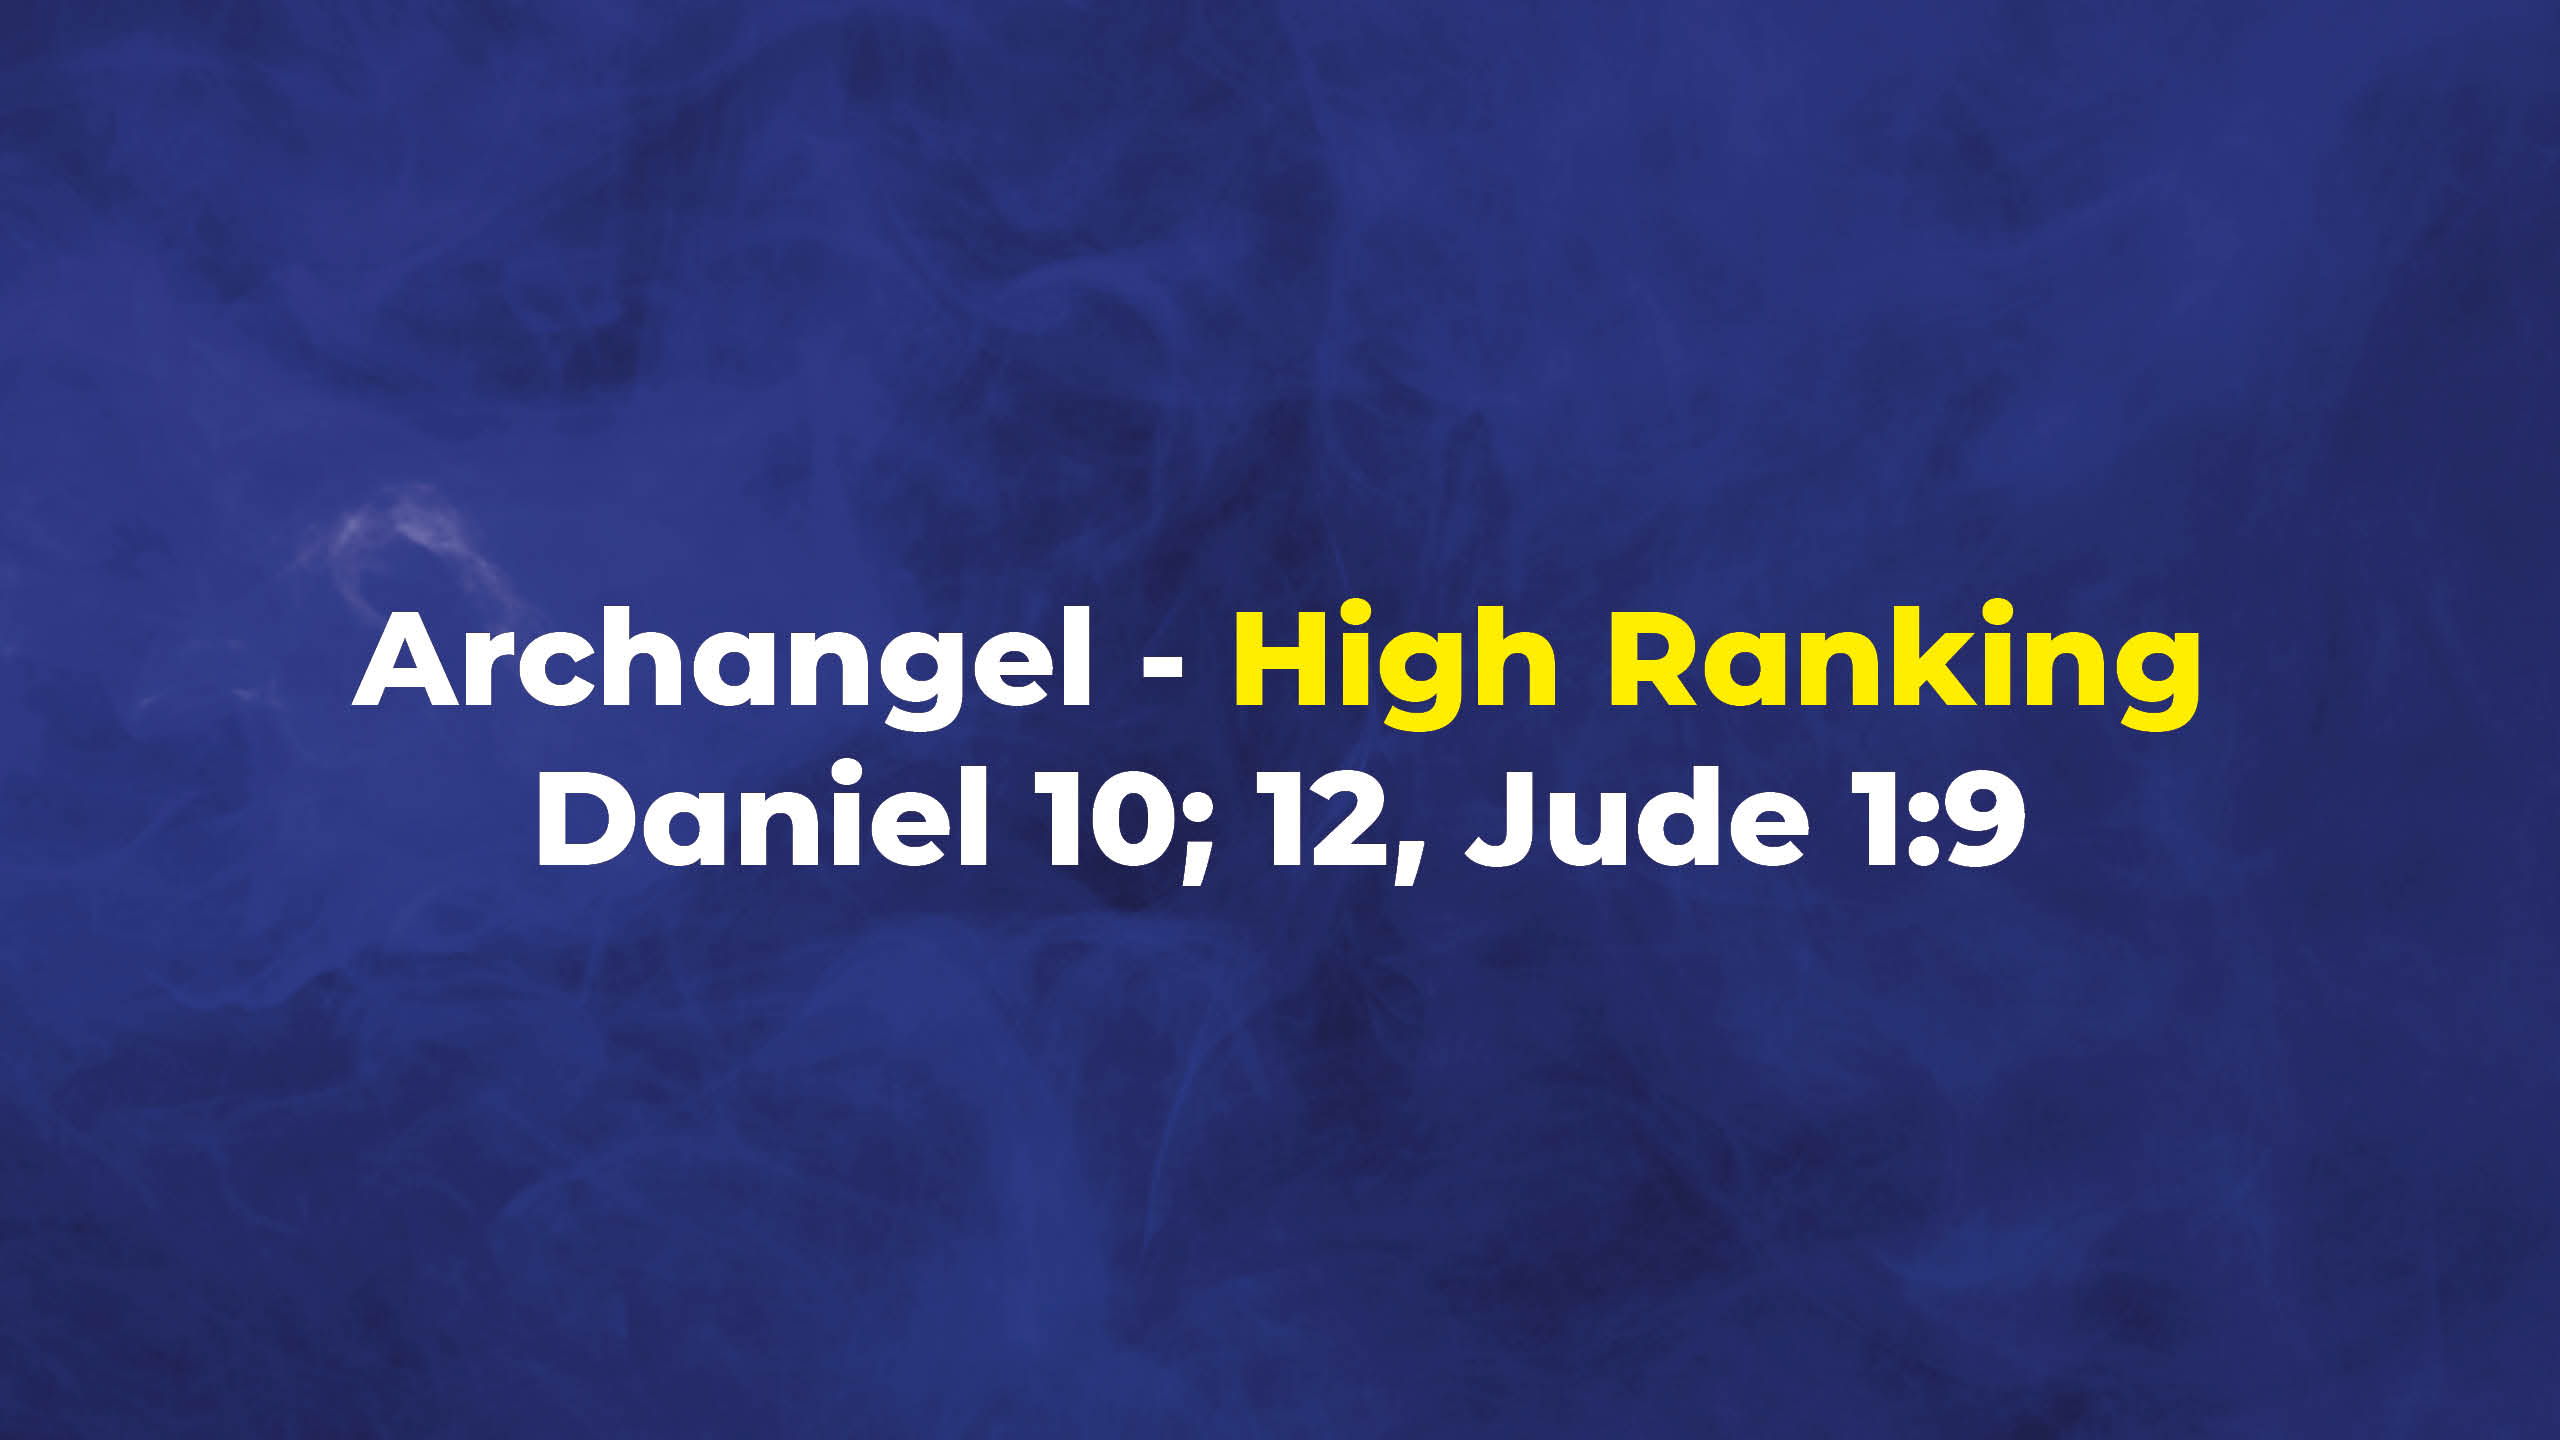 Archangel - High Ranking
Daniel 10; 12, Jude 1:9